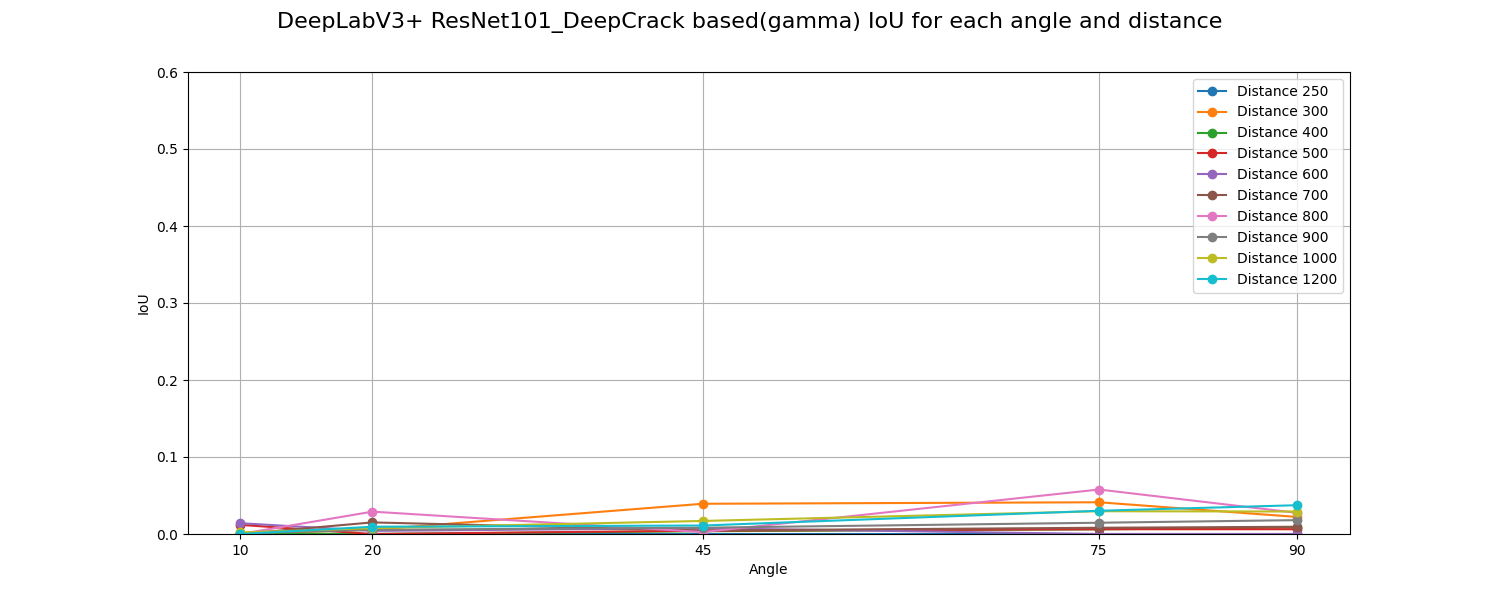 DeepLabV3+ ResNet101_DeepCrack based(gamma) IoU for each angle and distance
0.6
0.5
0.4
0.3
0.2
0.1
0.0
IoU
10 20 45 75 90
Angle
Distance 250
Distance 300
Distance 400
Distance 500
Distance 600
Distance 700
Distance 800
Distance 900
Distance 1000
Distance 1200